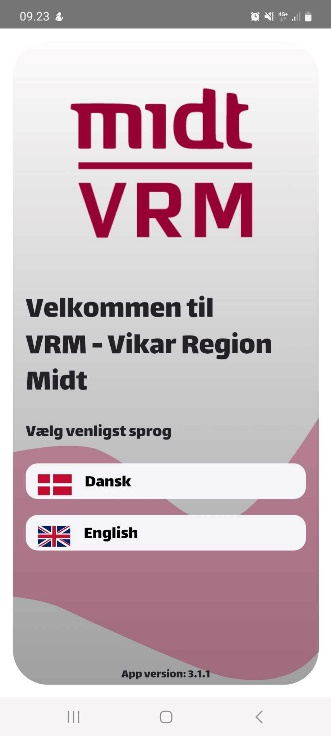 09.23
4G+
midt
VRM
Velkommen til
VRM - Vikar Region
Midt
Vælg venligst sprog
Dansk
English
App version: 3.1.1